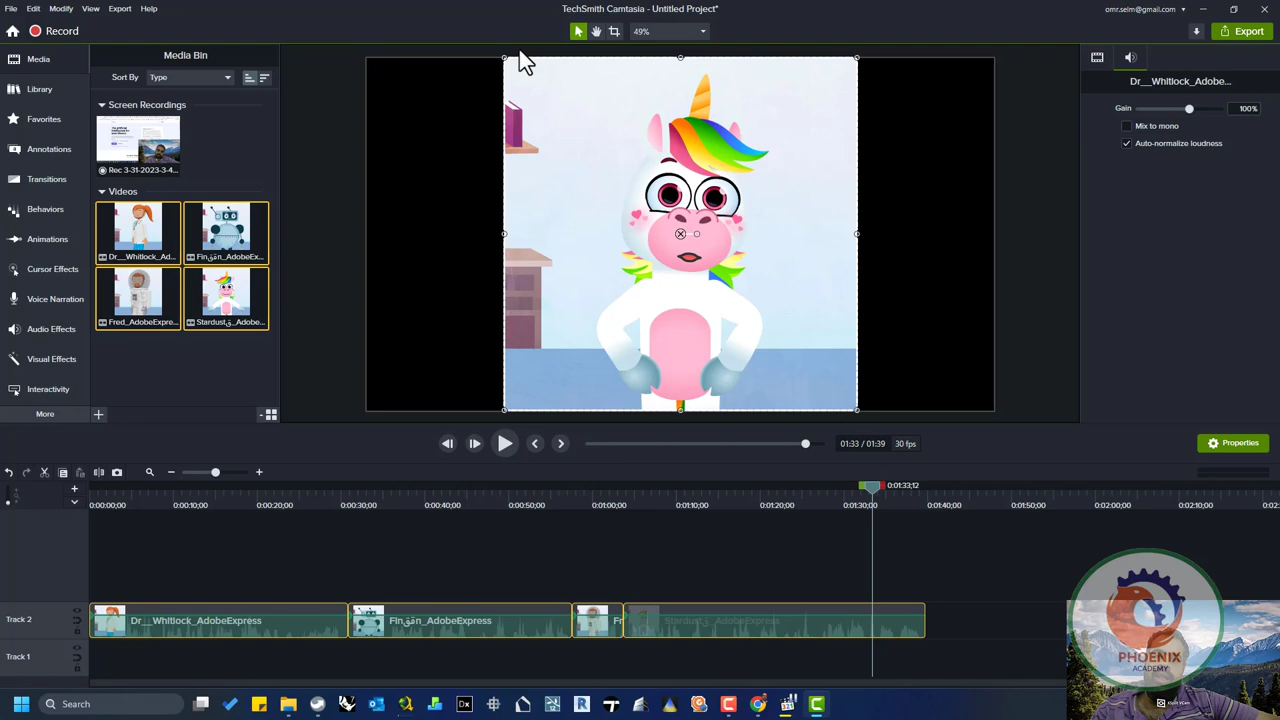 File Edit Modify View Export Help
TechSmith Camtasia - Untitled Project*
omr.selm@gmail.com
Record
49%
Export
Media
Library
Favorites
Annotations
Transitions
Behaviors
Animations
Cursor Effects
Voice Narration
Audio Effects
Visual Effects
Interactivity
More
Media Bin
Sort By Type
Screen Recordings
Rec 3-31-2023-3-4...
Videos
Dr__Whitlock_Ad...
Fred_AdobeExpre...
Dr__Whitlock_Adobe...
Gain 100%
Mix to mono
Auto-normalize loudness
01:33 / 01:39 30 fps
Properties
0:01:33;12
0:00:00;00 0:00:10;00 0:00:20;00 0:00:30;00 0:00:40;00 0:00:50;00 0:01:00;00 0:01:10;00 0:01:20;00 0:01:30;00 0:01:40;00 0:01:50;00 0:02:00;00 0:02:10;00
Track 2
Dr__Whitlock_AdobeExpress
Fr
Track 1
PHOENIX
ACADEMY
XSplit VCam
Search